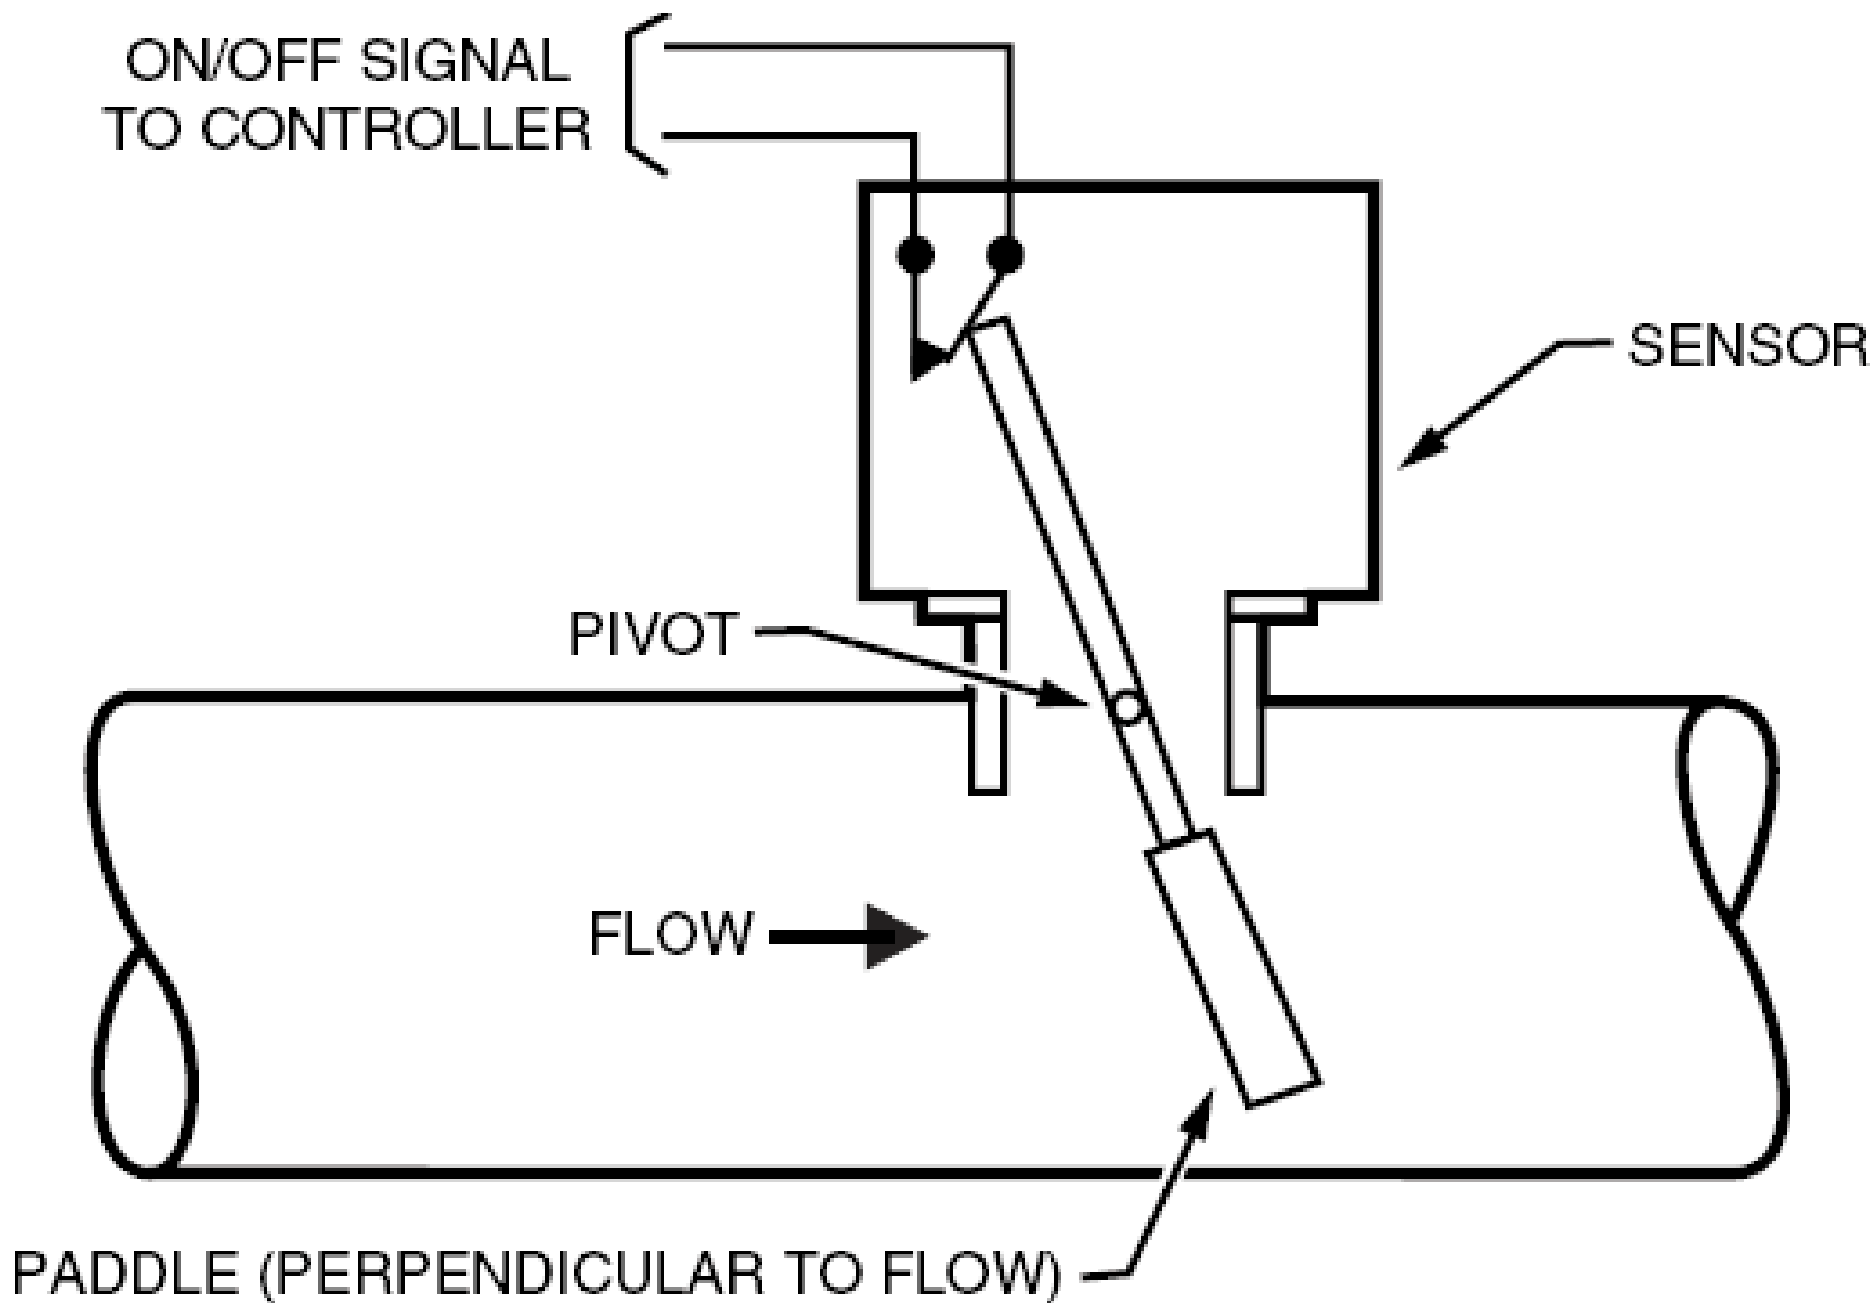 ON/OFF SIGNAL
TO CONTROLLER
SENSOR
PIVOT
FLOW
PADDLE (PERPENDICULAR TO FLOW)